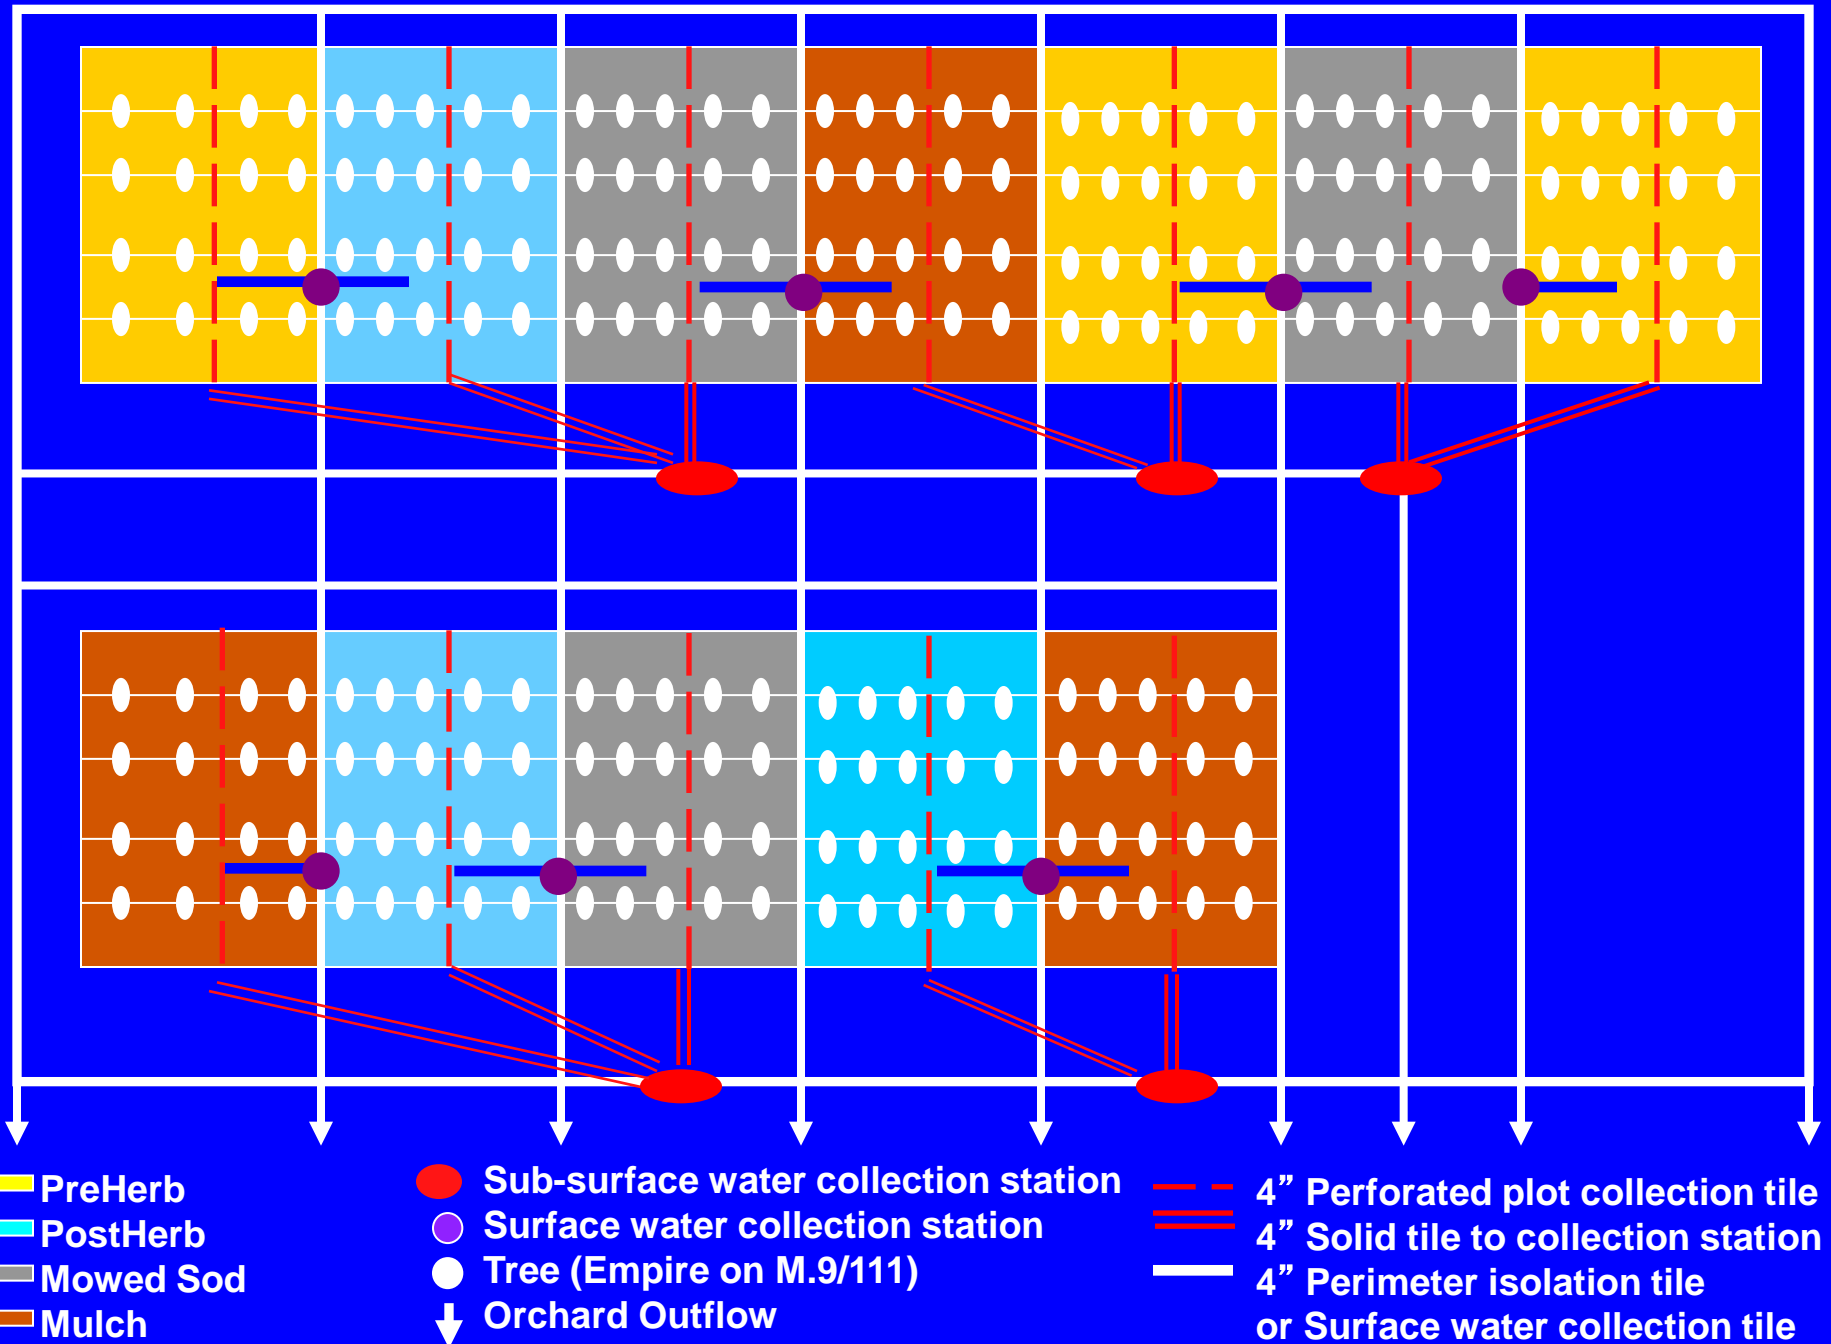 PreHerb
PostHerb
Mowed Sod
Mulch
Sub-surface water collection station
Surface water collection station
Tree (Empire on M.9/111)
Orchard Outflow
4” Perforated plot collection tile
4” Solid tile to collection station
4” Perimeter isolation tile
or Surface water collection tile